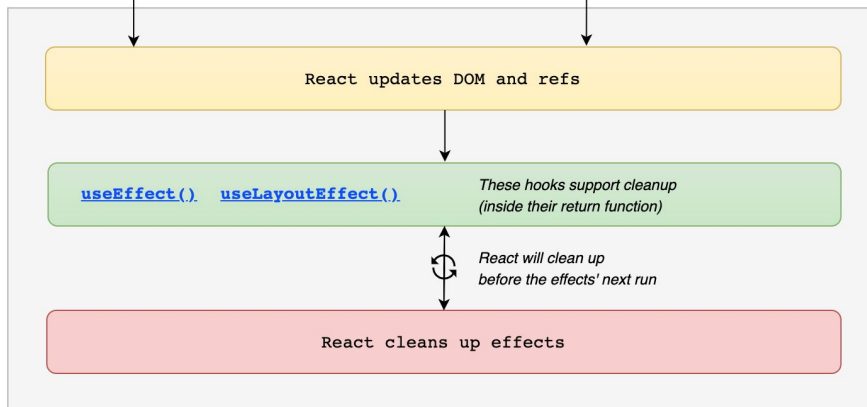 React updates DOM and refs
useEffect() useLayoutEffect() These hooks support cleanup
(inside their return function)
React will clean up
before the effects' next run
React cleans up effects